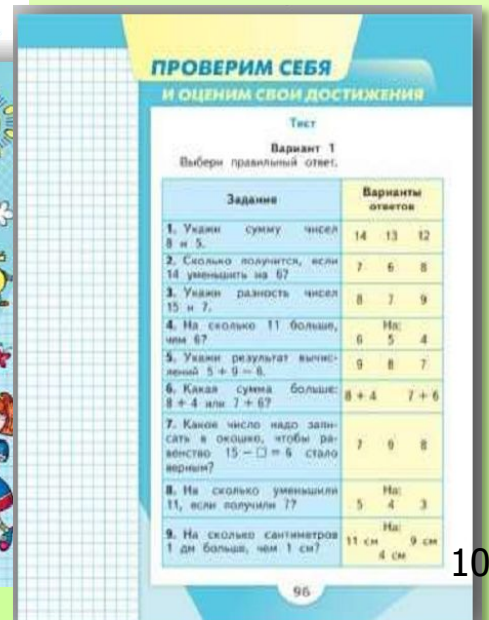 ПРОВЕРИМ СЕБЯ
И ОЦЕНИМ СВОИ ДОСТИЖЕНИЯ
Тест
Вариант 1
Выбери правильный ответ.
Задание
Варианты
ответов
1. Укажи сумму чисел
8 и 5.
14 13 12
2. Сколько получится, если
14 уменьшить на 6?
7 6 8
3. Укажи разность чисел
15 и 7.
8 7 9
4. На сколько 11 больше,
чем 6?
На:
6 5 4
5. Укажи результат вычис-
лений 5 + 9 − 6.
9 8 7
6. Какая сумма больше:
8 + 4 или 7 + 6?
8 + 4 7 + 6
7. Какое число надо запи-
сать в окошко, чтобы ра-
венство 15 − □ = 6 стало
верным?
7 9 8
8. На сколько уменьшили
11, если получили 7?
На:
5 4 3
9. На сколько сантиметров
1 дм больше, чем 1 см?
На:
11 см 9 см
4 см
96
10